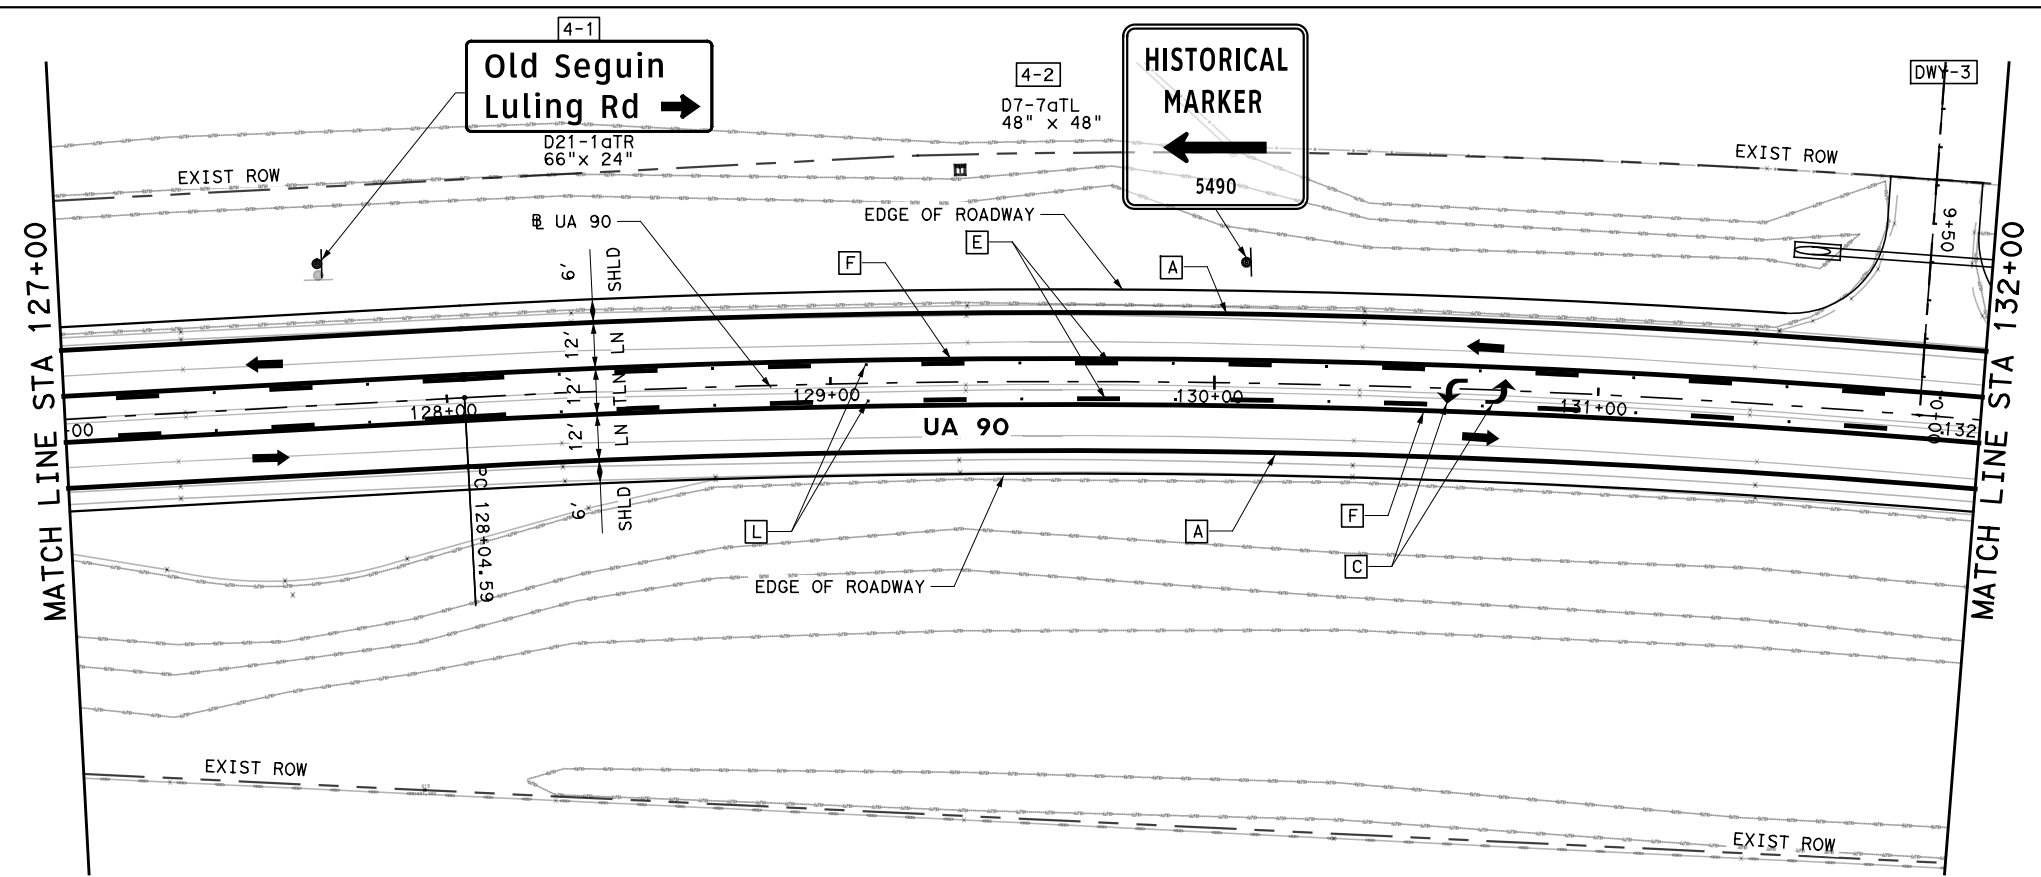 4-1
Old Seguin
Luling Rd
D21-1aTR
66"x 24"
4-2
D7-7aTL
48" x 48"
HISTORICAL
MARKER
5490
DWY-3
EXIST ROW
EXIST ROW
MATCH LINE STA 127+00
MATCH LINE STA 132+00
BL UA 90
EDGE OF ROADWAY
E
F
A
6'
SHLD
12'
LN
12'
TLN
12'
LN
6'
SHLD
9+50
-00
128+00
129+00
130+00
131+00
132
0+00
UA 90
PC 128+04.59
L
A
F
C
EDGE OF ROADWAY
EXIST ROW
EXIST ROW